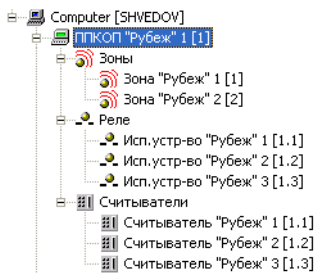 Computer [SHVEDOV]
ППКОП "Рубеж" 1 [1]
Зоны
Зона "Рубеж" 1 [1]
Зона "Рубеж" 2 [2]
Реле
Исп.устр-во "Рубеж" 1 [1.1]
Исп.устр-во "Рубеж" 2 [1.2]
Исп.устр-во "Рубеж" 3 [1.3]
Считыватели
Считыватель "Рубеж" 1 [1.1]
Считыватель "Рубеж" 2 [1.2]
Считыватель "Рубеж" 3 [1.3]